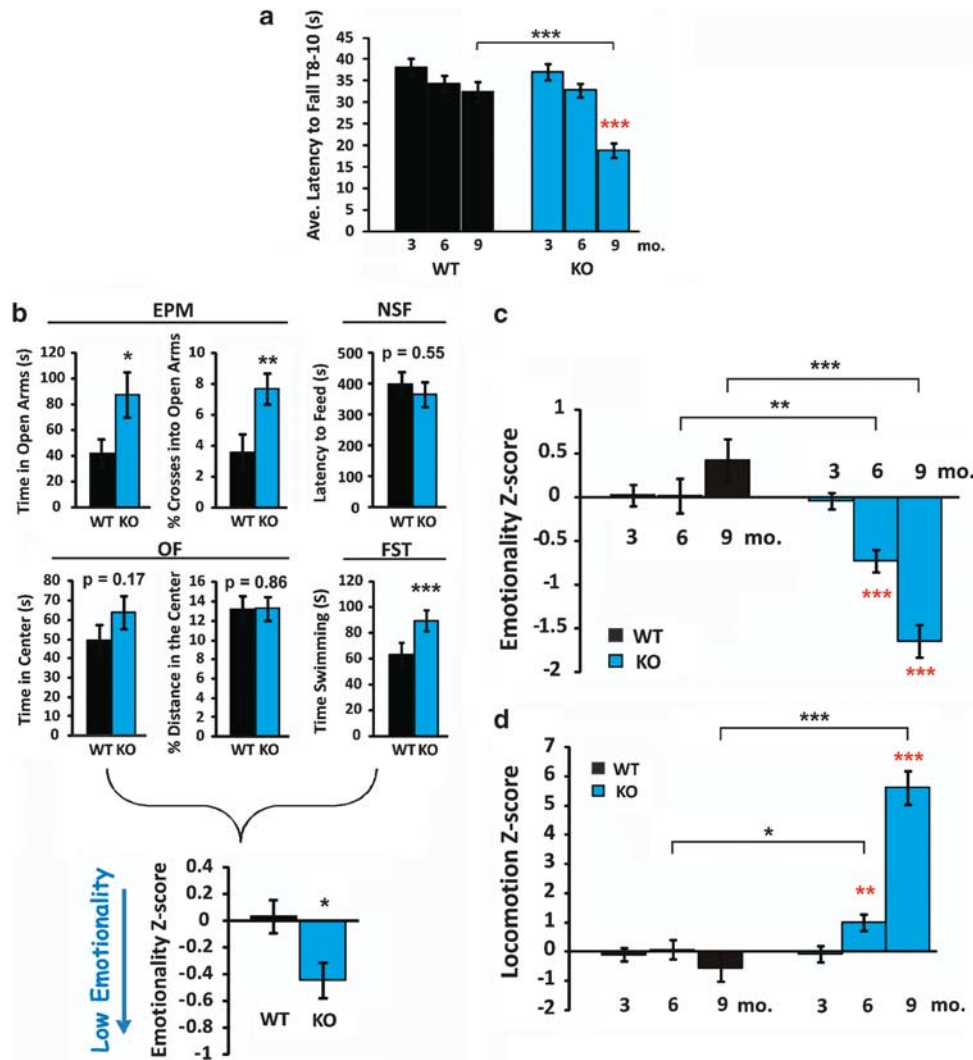 a
Ave. Latency to Fall T8-10 (s)
45
40
35
30
25
20
15
10
5
0
***
***
3 6 9 3 6 9 mo.
WT KO
b
EPM
NSF
Time in Open Arms (s)
120
100
80
60
40
20
0
*
WT KO
% Crosses into Open Arms
10
8
6
4
2
0
**
WT KO
Latency to Feed (s)
500
400
300
200
100
0
p = 0.55
WT KO
OF
FST
Time in Center (s)
80
70
60
50
40
30
20
10
0
p = 0.17
WT KO
% Distance in the Center
16
14
12
10
8
6
4
2
0
p = 0.86
WT KO
Time Swimming (S)
120
100
80
60
40
20
0
***
WT KO
Low Emotionality
Emotionality Z-score
0.4
0.2
0
-0.2
-0.4
-0.6
-0.8
-1
*
WT KO
c
Emotionality Z-score
1
0.5
0
-0.5
-1
-1.5
-2
***
**
3 6 9 mo.
3 6 9 mo.
***
***
WT
KO
d
Locomotion Z-score
7
6
5
4
3
2
1
0
-1
-2
WT
KO
***
***
*
**
3 6 9 mo. 3 6 9 mo.